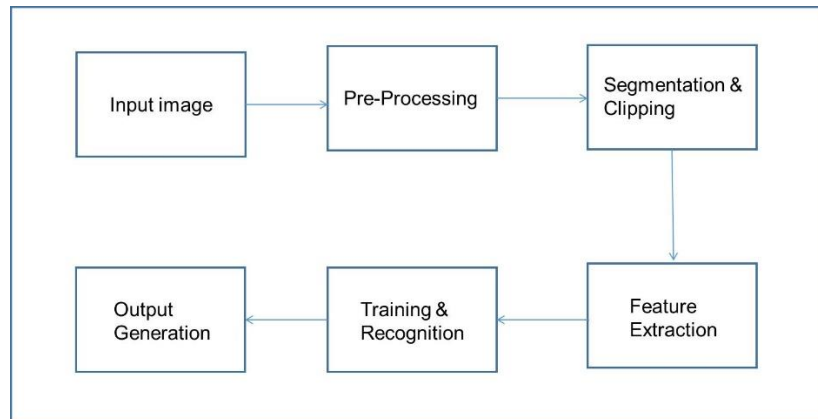 Input image
Pre-Processing
Segmentation &
Clipping
Feature
Extraction
Training &
Recognition
Output
Generation